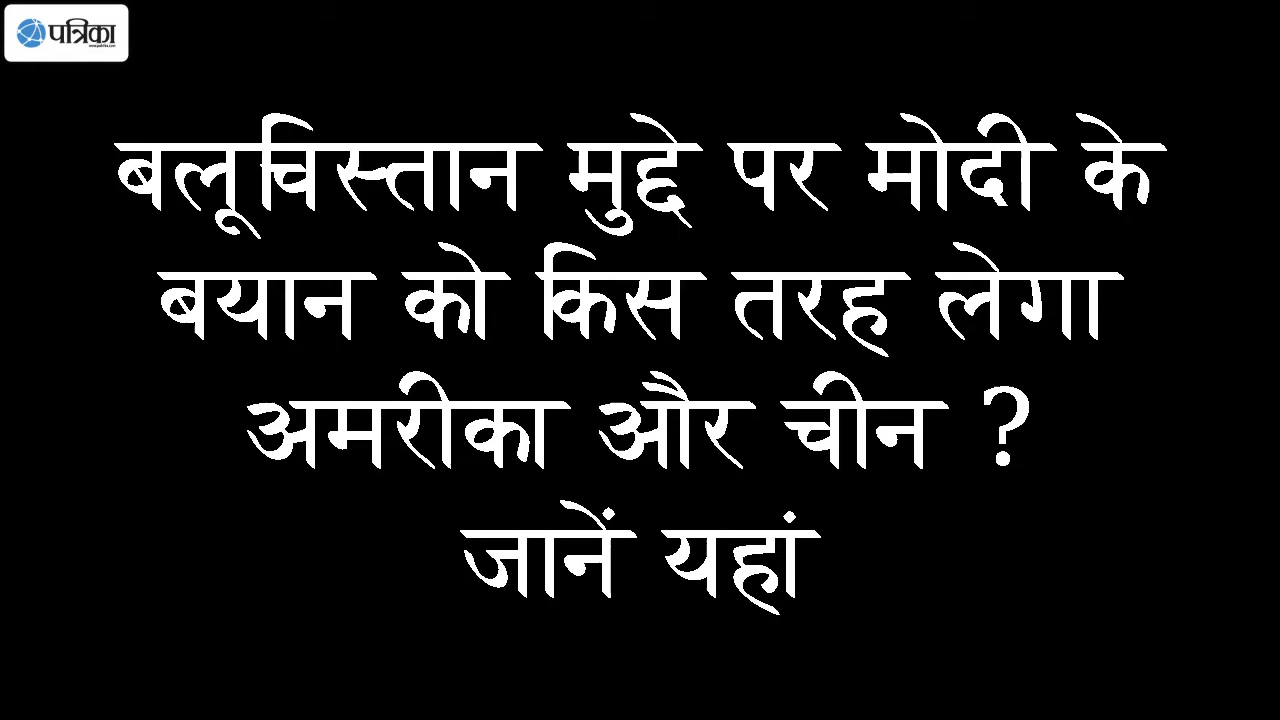 पत्रिका
बलूचिस्तान मुद्दे पर मोदी के
बयान को किस तरह लेगा
अमरीका और चीन ?
जानें यहां